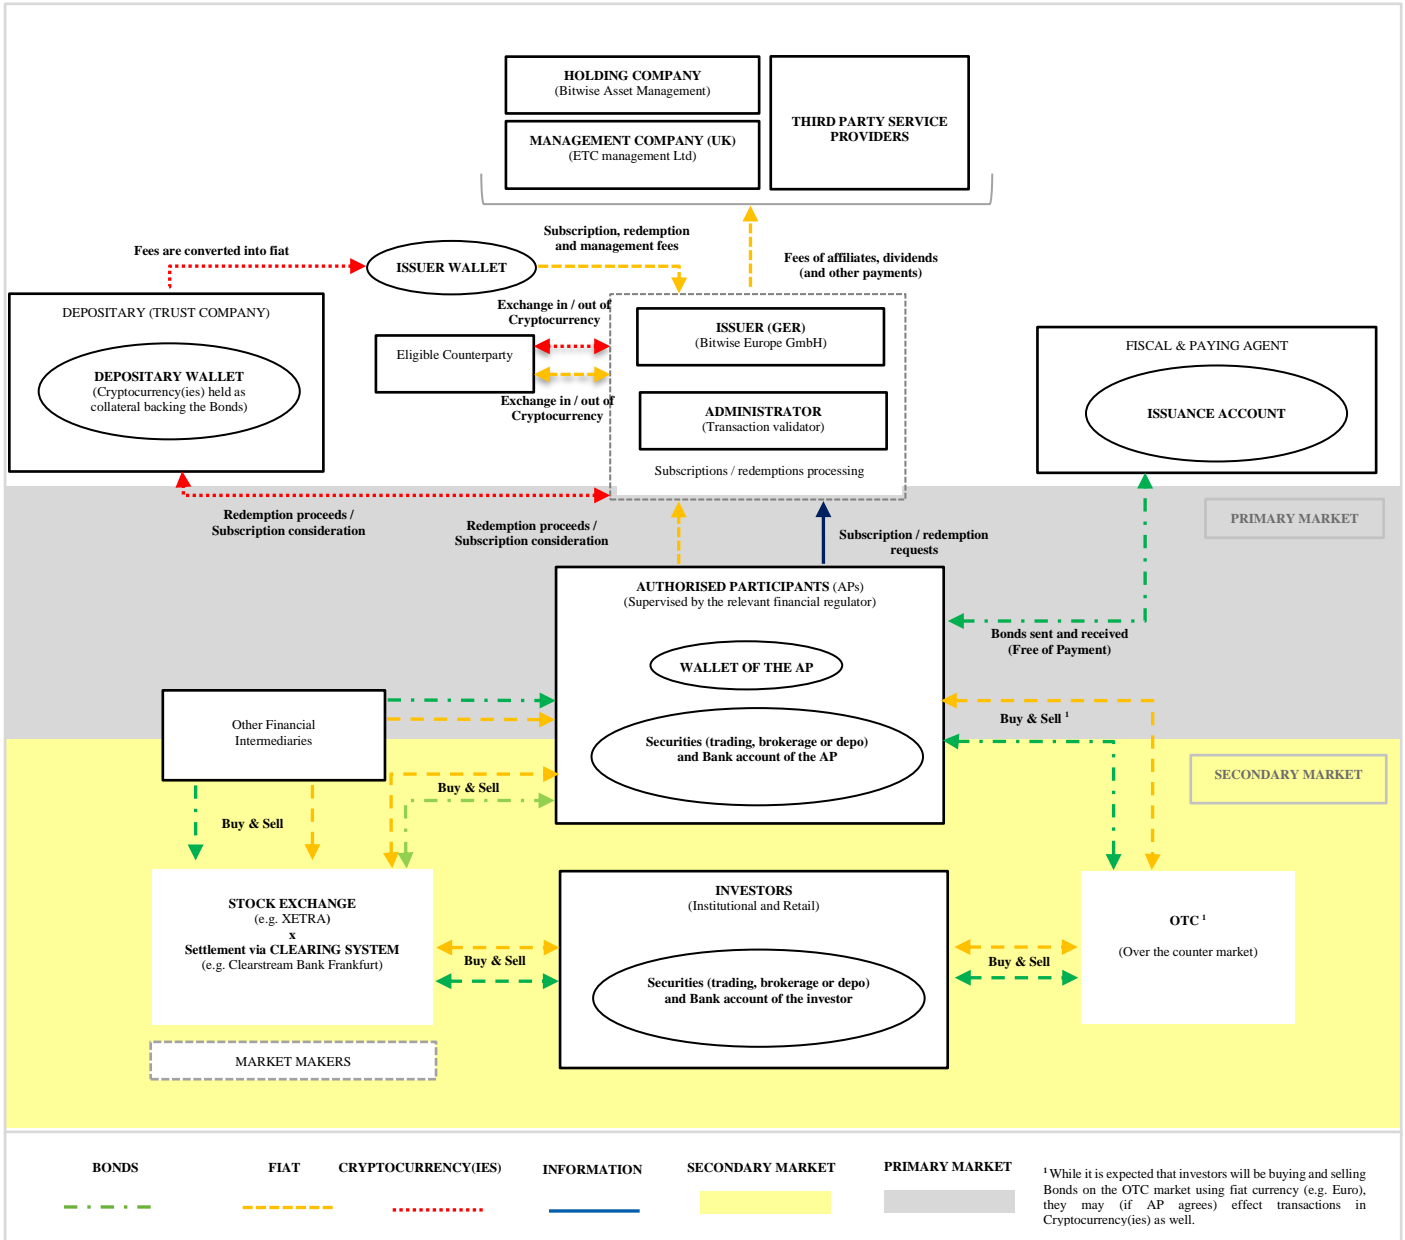 HOLDING COMPANY
(Bitwise Asset Management)
MANAGEMENT COMPANY (UK)
(ETC management Ltd)
THIRD PARTY SERVICE
PROVIDERS
Fees are converted into fiat
ISSUER WALLET
Subscription, redemption
and management fees
Fees of affiliates, dividends
(and other payments)
DEPOSITARY (TRUST COMPANY)
DEPOSITARY WALLET
(Cryptocurrency(ies) held as
collateral backing the Bonds)
Exchange in / out of
Cryptocurrency
Eligible Counterparty
Exchange in / out of
Cryptocurrency
ISSUER (GER)
(Bitwise Europe GmbH)
ADMINISTRATOR
(Transaction validator)
Subscriptions / redemptions processing
FISCAL & PAYING AGENT
ISSUANCE ACCOUNT
Redemption proceeds /
Subscription consideration
Redemption proceeds /
Subscription consideration
Subscription / redemption
requests
PRIMARY MARKET
AUTHORISED PARTICIPANTS (APs)
(Supervised by the relevant financial regulator)
WALLET OF THE AP
Securities (trading, brokerage or depo)
and Bank account of the AP
Bonds sent and received
(Free of Payment)
Other Financial
Intermediaries
Buy & Sell ¹
SECONDARY MARKET
Buy & Sell
Buy & Sell
STOCK EXCHANGE
(e.g. XETRA)
x
Settlement via CLEARING SYSTEM
(e.g. Clearstream Bank Frankfurt)
MARKET MAKERS
Buy & Sell
INVESTORS
(Institutional and Retail)
Securities (trading, brokerage or depo)
and Bank account of the investor
Buy & Sell
OTC ¹
(Over the counter market)
BONDS
FIAT
CRYPTOCURRENCY(IES)
INFORMATION
SECONDARY MARKET
PRIMARY MARKET
¹ While it is expected that investors will be buying and selling
Bonds on the OTC market using fiat currency (e.g. Euro),
they may (if AP agrees) effect transactions in
Cryptocurrency(ies) as well.